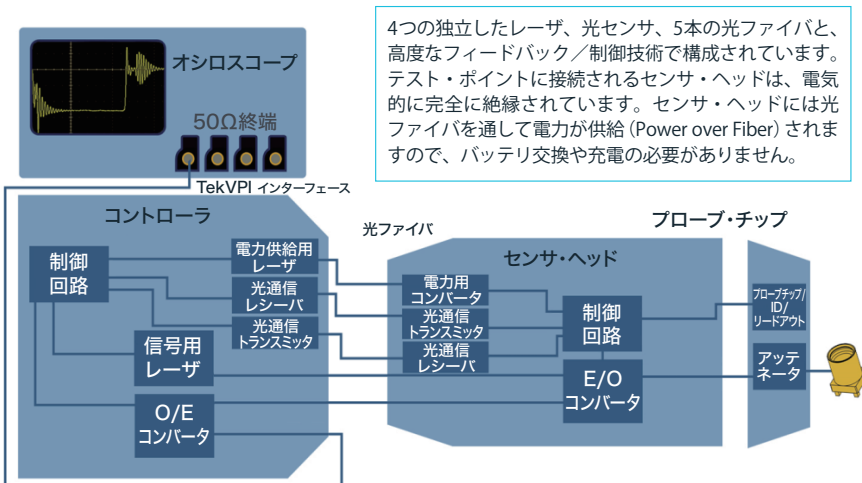 4つの独立したレーザ、光センサ、5本の光ファイバと、
高度なフィードバック／制御技術で構成されています。
テスト・ポイントに接続されるセンサ・ヘッドは、電気
的に完全に絶縁されています。センサ・ヘッドには光
ファイバを通して電力が供給（Power over Fiber）されま
すので、バッテリ交換や充電の必要がありません。
オシロスコープ
50Ω終端
TekVPI インターフェース
コントローラ
制御
回路
電力供給用
レーザ
光通信
レシーバ
光通信
トランスミッタ
信号用
レーザ
O/E
コンバータ
光ファイバ
センサ・ヘッド
電力用
コンバータ
光通信
トランスミッタ
光通信
レシーバ
制御
回路
E/O
コンバータ
プローブ・チップ
プローブチップ/
ID/
リードアウト
アッテ
ネータ